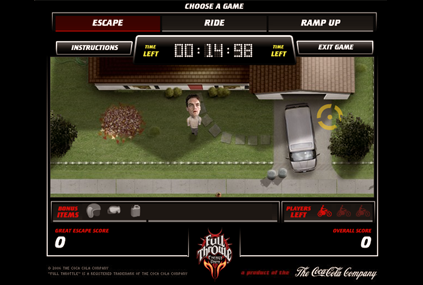 CHOOSE A GAME
ESCAPE
RIDE
RAMP UP
INSTRUCTIONS
TIME LEFT
00:14:98
TIME LEFT
EXIT GAME
BONUS ITEMS
PLAYERS LEFT
GREAT ESCAPE SCORE
0
OVERALL SCORE
0
Full Throttle
Energy Drink
© 2006 THE COCA COLA COMPANY
"FULL THROTTLE" IS A REGISTERED TRADEMARK OF THE COCA COLA COMPANY
a product of the The Coca-Cola Company